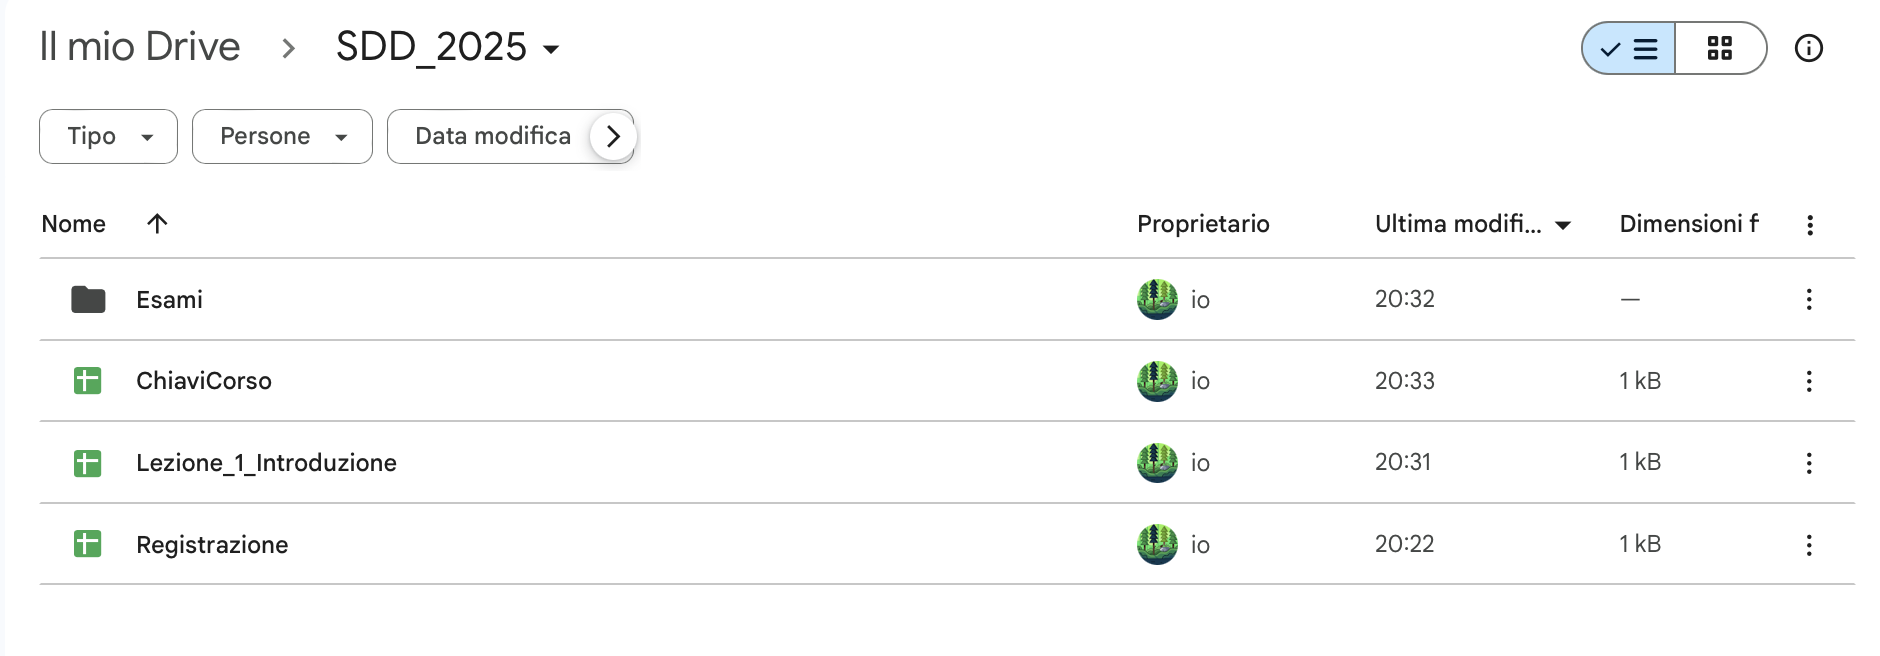 Il mio Drive > SDD_2025
Tipo Persone Data modifica
Nome Proprietario Ultima modifi... Dimensioni f
Esami io 20:32 —
ChiaviCorso io 20:33 1 kB
Lezione_1_Introduzione io 20:31 1 kB
Registrazione io 20:22 1 kB